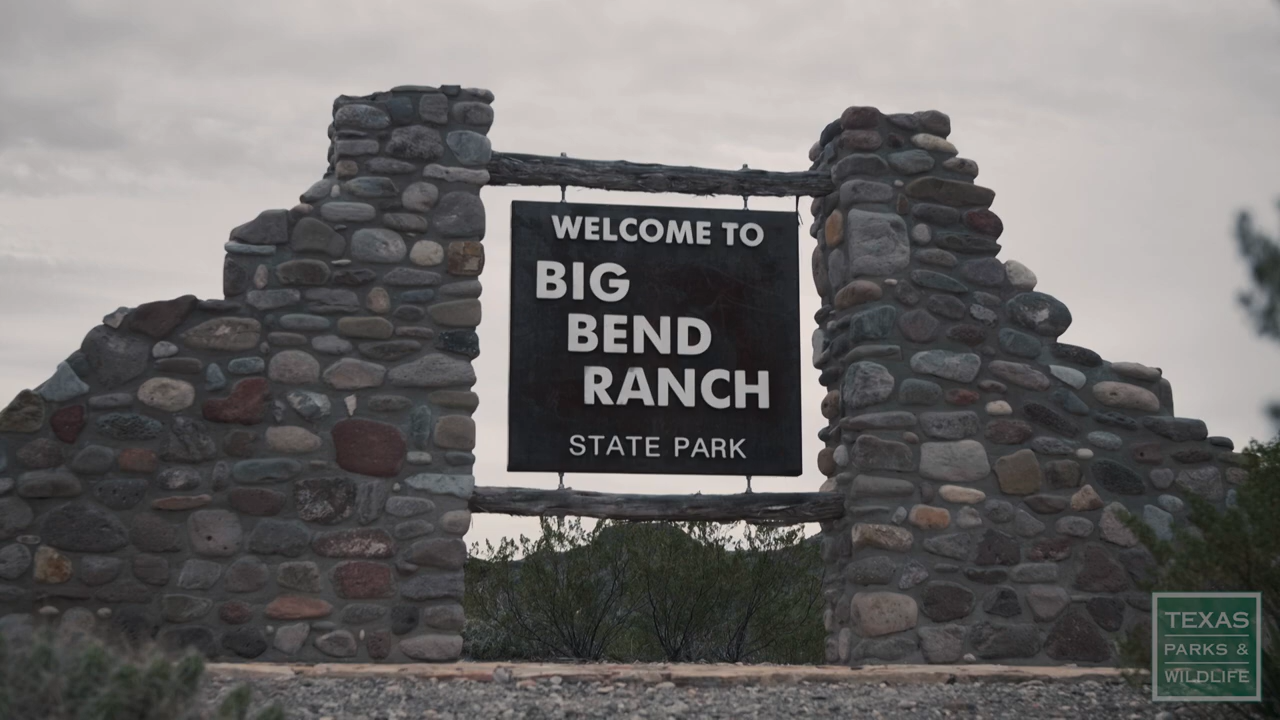 WELCOME TO
BIG
BEND
RANCH
STATE PARK
TEXAS
PARKS &
WILDLIFE